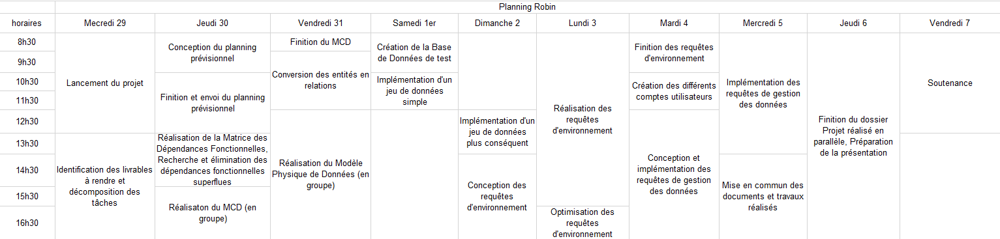 Planning Robin
horaires
Mecredi 29
Jeudi 30
Vendredi 31
Samedi 1er
Dimanche 2
Lundi 3
Mardi 4
Mercredi 5
Jeudi 6
Vendredi 7
8h30
9h30
10h30
11h30
12h30
13h30
14h30
15h30
16h30
Lancement du projet
Identification des livrables
à rendre et
décomposition des
tâches
Conception du planning
prévisionnel
Finition et envoi du planning
prévisionnel
Réalisation de la Matrice des
Dépendances Fonctionnelles,
Recherche et élimination des
dépendances fonctionnelles
superflues
Réalisaton du MCD (en
groupe)
Finition du MCD
Conversion des entités en
relations
Réalisation du Modèle
Physique de Données (en
groupe)
Création de la Base
de Données de test
Implémentation d'un
jeu de données
simple
Implémentation d'un
jeu de données
plus conséquent
Conception des
requêtes
d'environnement
Réalisation des
requêtes
d'environnement
Optimisation des
requêtes
d'environnement
Finition des requêtes
d'environnement
Création des différents
comptes utilisateurs
Conception et
implémentation des
requêtes de gestion
des données
Implémentation des
requêtes de gestion
des données
Mise en commun des
documents et travaux
réalisés
Finition du dossier
Projet réalisé en
parallèle, Préparation
de la présentation
Soutenance